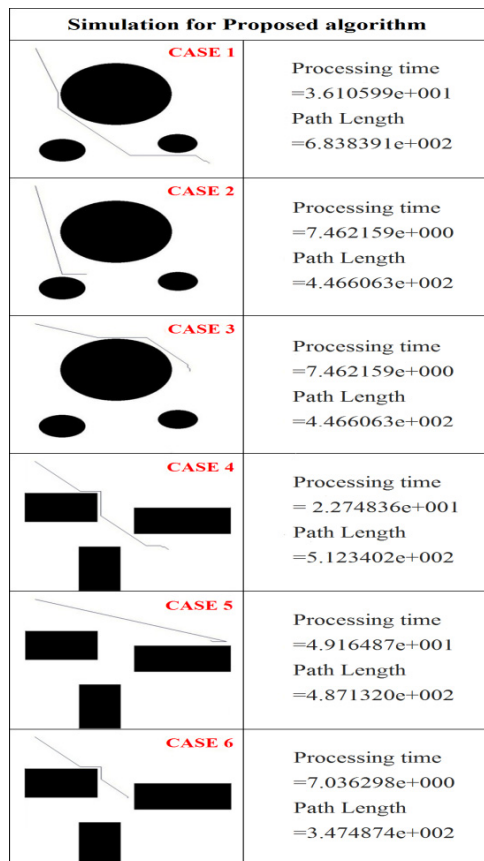 Simulation for Proposed algorithm
CASE 1
Processing time
=3.610599e+001
Path Length
=6.838391e+002
CASE 2
Processing time
=7.462159e+000
Path Length
=4.466063e+002
CASE 3
Processing time
=7.462159e+000
Path Length
=4.466063e+002
CASE 4
Processing time
= 2.274836e+001
Path Length
=5.123402e+002
CASE 5
Processing time
=4.916487e+001
Path Length
=4.871320e+002
CASE 6
Processing time
=7.036298e+000
Path Length
=3.474874e+002